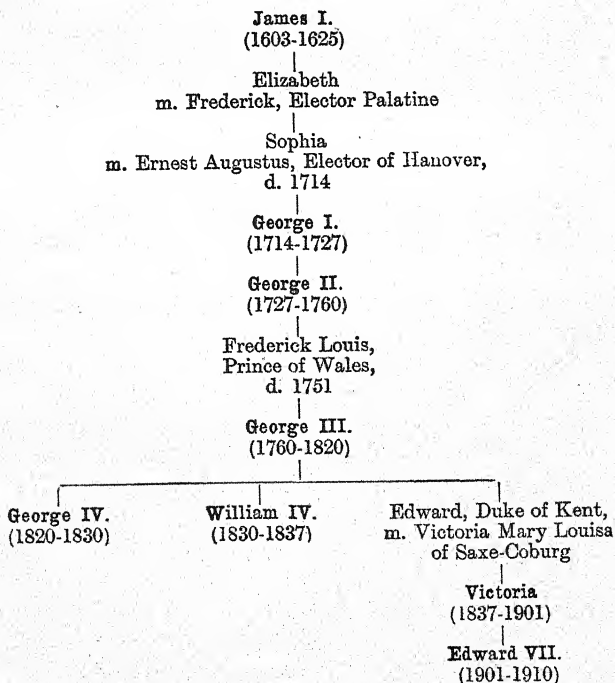 James I.
(1603-1625)
Elizabeth
m. Frederick, Elector Palatine
Sophia
m. Ernest Augustus, Elector of Hanover,
d. 1714
George I.
(1714-1727)
George II.
(1727-1760)
Frederick Louis,
Prince of Wales,
d. 1751
George III.
(1760-1820)
George IV.
(1820-1830)
William IV.
(1830-1837)
Edward, Duke of Kent,
m. Victoria Mary Louisa
of Saxe-Coburg
Victoria
(1837-1901)
Edward VII.
(1901-1910)